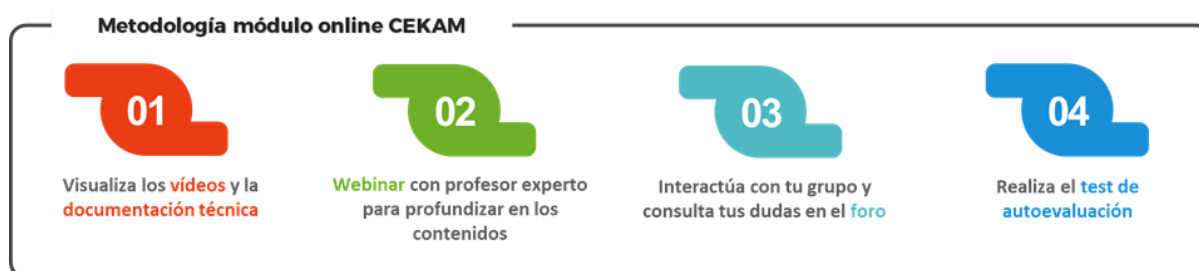 Metodología módulo online CEKAM
01
Visualiza los vídeos y la
documentación técnica
02
Webinar con profesor experto
para profundizar en los
contenidos
03
Interactúa con tu grupo y
consulta tus dudas en el foro
04
Realiza el test de
autoevaluación